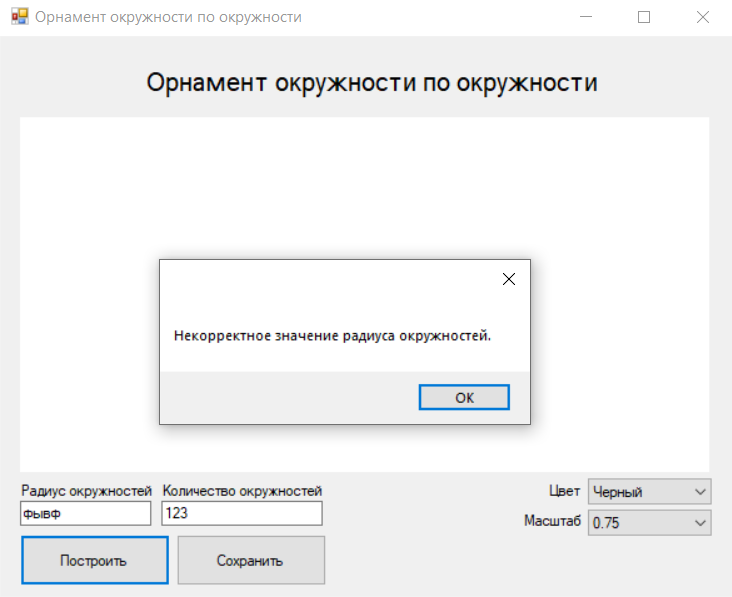 Орнамент окружности по окружности
Орнамент окружности по окружности
Некорректное значение радиуса окружностей.
ОК
Радиус окружностей Количество окружностей
фывф 123
Цвет Черный
Масштаб 0.75
Построить Сохранить